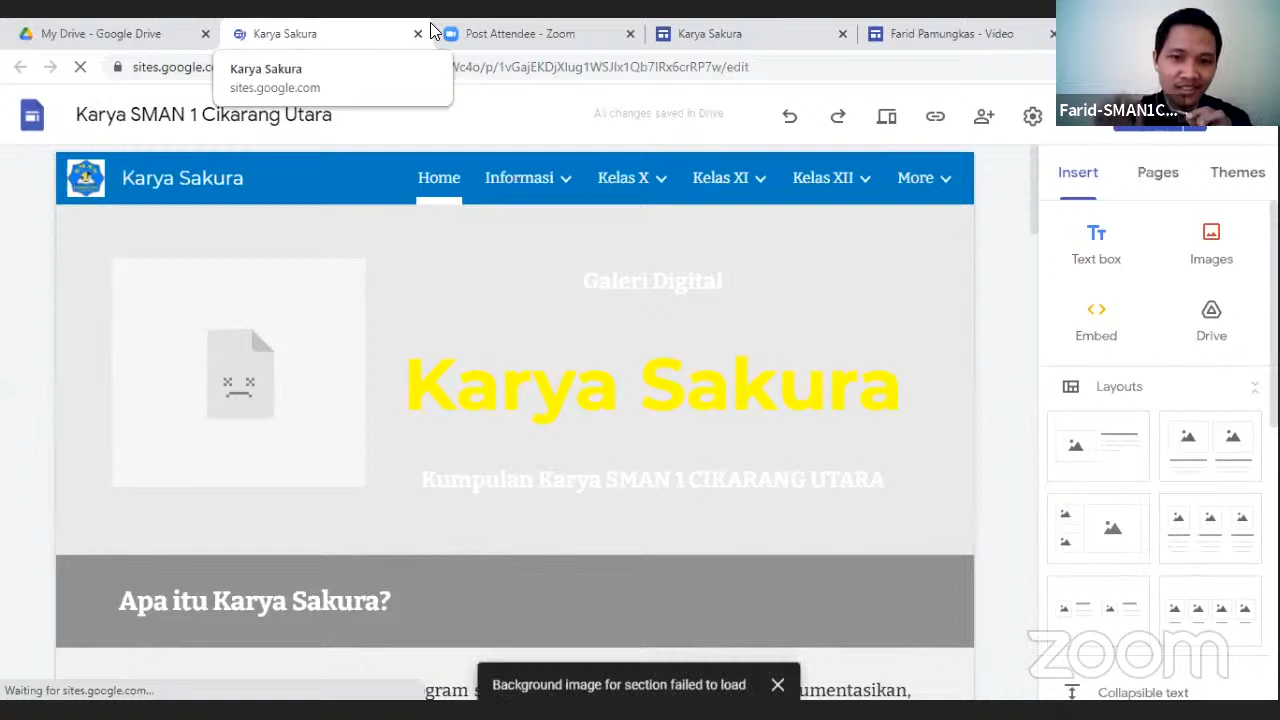 My Drive - Google Drive
Karya Sakura
Post Attendee - Zoom
Karya Sakura
Farid Pamungkas - Video
Karya Sakura
sites.google.com
Wc4o/p/1vGajEKDjXlug1WSJIx1Qb7IRx6crRP7w/edit
Karya SMAN 1 Cikarang Utara
All changes saved in Drive
Farid-SMAN1C...
Karya Sakura
Home
Informasi
Kelas X
Kelas XI
Kelas XII
More
Insert
Pages
Themes
Text box
Images
Embed
Drive
Layouts
Collapsible text
Galeri Digital
Karya Sakura
Kumpulan Karya SMAN 1 CIKARANG UTARA
Apa itu Karya Sakura?
Background image for section failed to load
Waiting for sites.google.com...
zoom